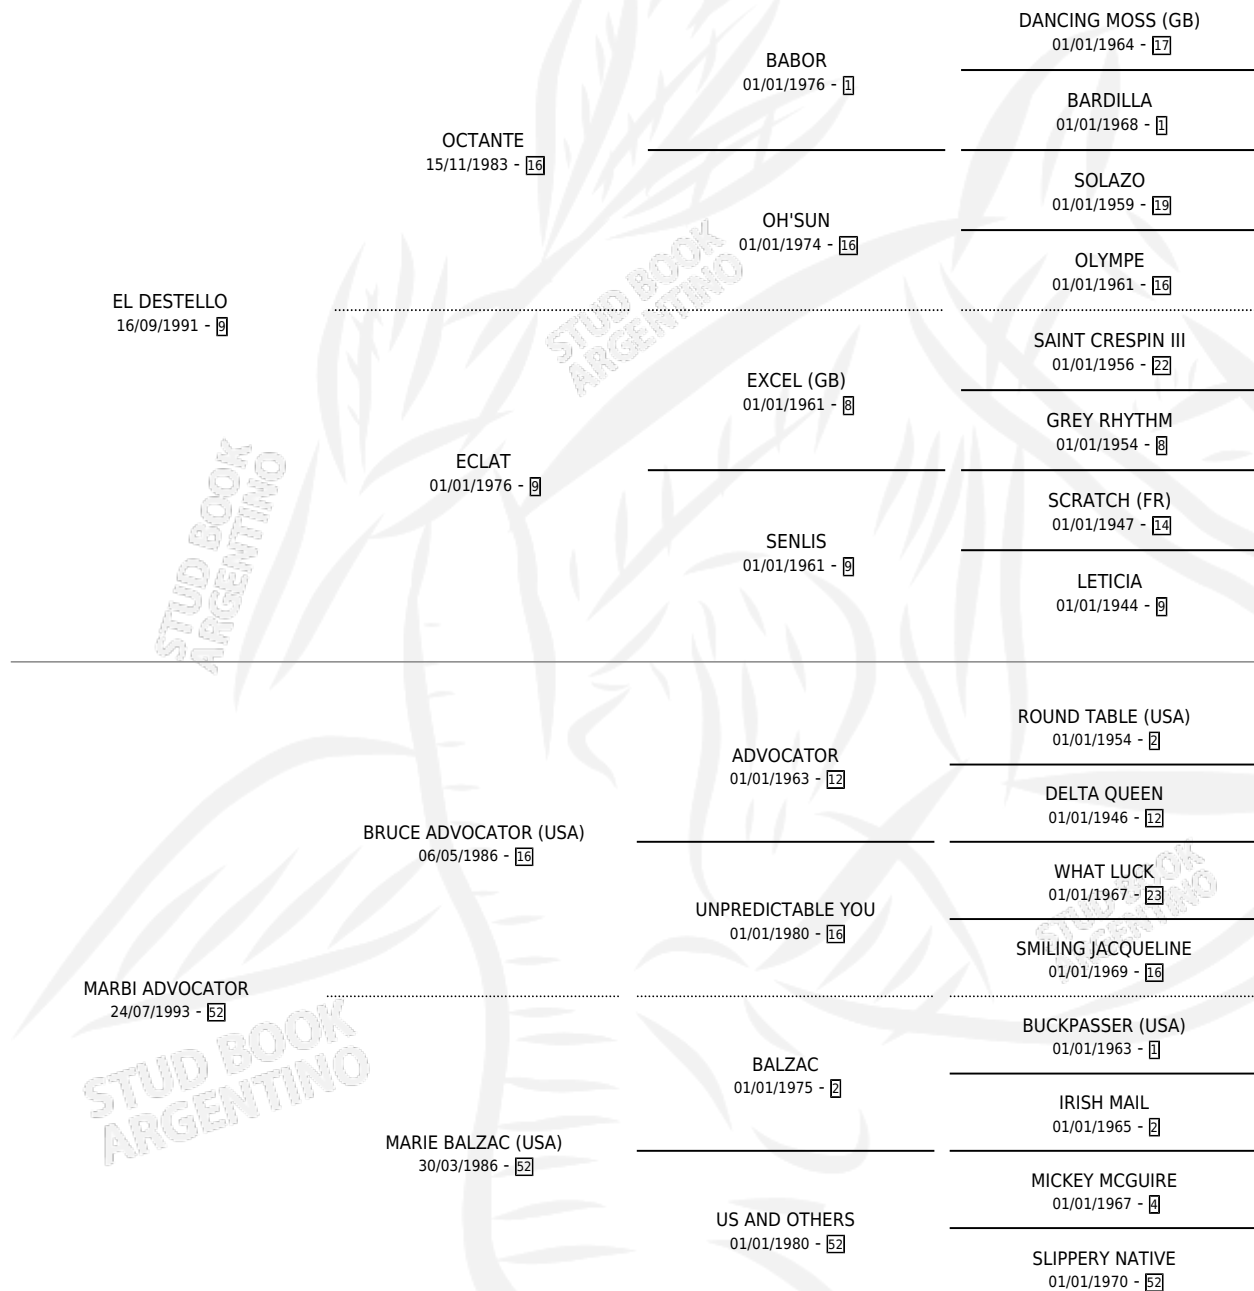 DANCING MOSS (GB)
01/01/1964 - 17
BABOR
01/01/1976 - 1
BARDILLA
01/01/1968 - 1
OCTANTE
15/11/1983 - 16
SOLAZO
01/01/1959 - 19
OH'SUN
01/01/1974 - 16
OLYMPE
01/01/1961 - 16
EL DESTELLO
16/09/1991 - 9
SAINT CRESPIN III
01/01/1956 - 22
EXCEL (GB)
01/01/1961 - 8
GREY RHYTHM
01/01/1954 - 8
ECLAT
01/01/1976 - 9
SCRATCH (FR)
01/01/1947 - 14
SENLIS
01/01/1961 - 9
LETICIA
01/01/1944 - 9
ROUND TABLE (USA)
01/01/1954 - 2
ADVOCATOR
01/01/1963 - 12
DELTA QUEEN
01/01/1946 - 12
BRUCE ADVOCATOR (USA)
06/05/1986 - 16
WHAT LUCK
01/01/1967 - 23
UNPREDICTABLE YOU
01/01/1980 - 16
SMILING JACQUELINE
01/01/1969 - 16
MARBI ADVOCATOR
24/07/1993 - 52
BUCKPASSER (USA)
01/01/1963 - 1
BALZAC
01/01/1975 - 2
IRISH MAIL
01/01/1965 - 2
MARIE BALZAC (USA)
30/03/1986 - 52
MICKEY MCGUIRE
01/01/1967 - 4
US AND OTHERS
01/01/1980 - 52
SLIPPERY NATIVE
01/01/1970 - 52
STUD BOOK
ARGENTINO
STUD BOOK
ARGENTINO
STUD BOOK
ARGENTINO
STUD BOOK
ARGENTINO